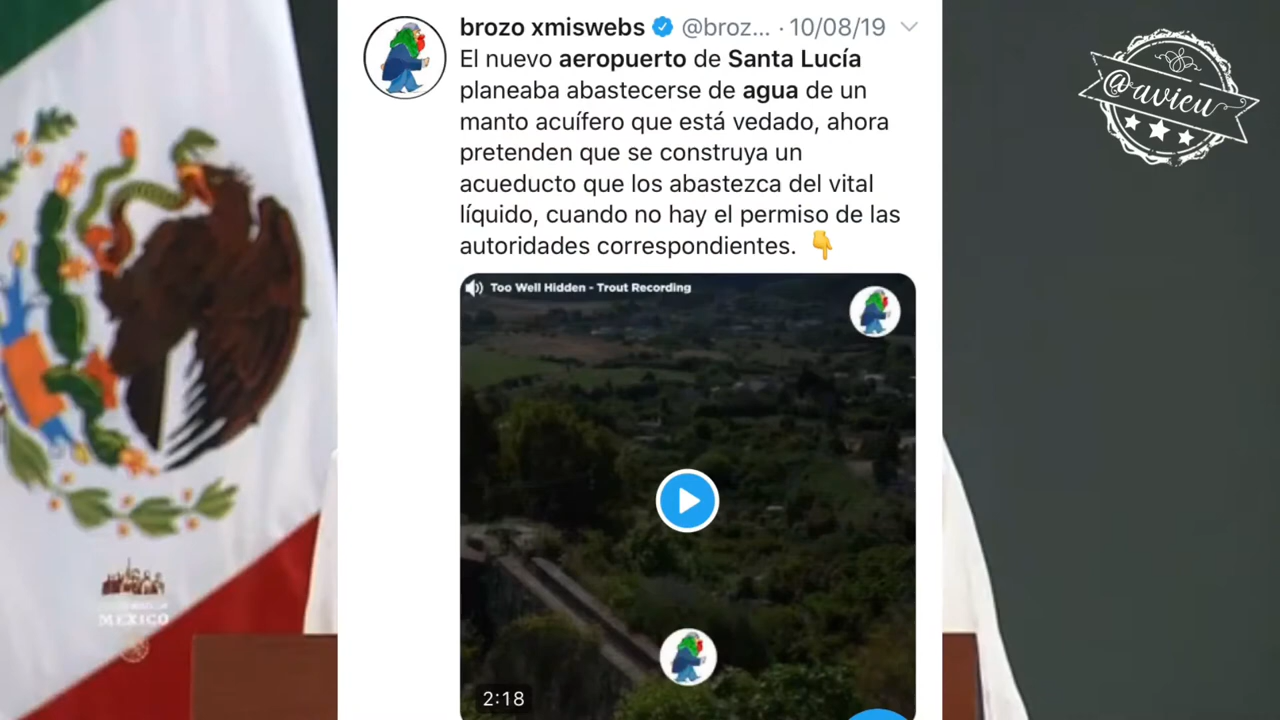 brozo xmiswebs @broz... · 10/08/19
El nuevo aeropuerto de Santa Lucía
planeaba abastecerse de agua de un
manto acuífero que está vedado, ahora
pretenden que se construya un
acueducto que los abastezca del vital
líquido, cuando no hay el permiso de las
autoridades correspondientes. 👇
Too Well Hidden - Trout Recording
2:18
@avieu
MÉXICO